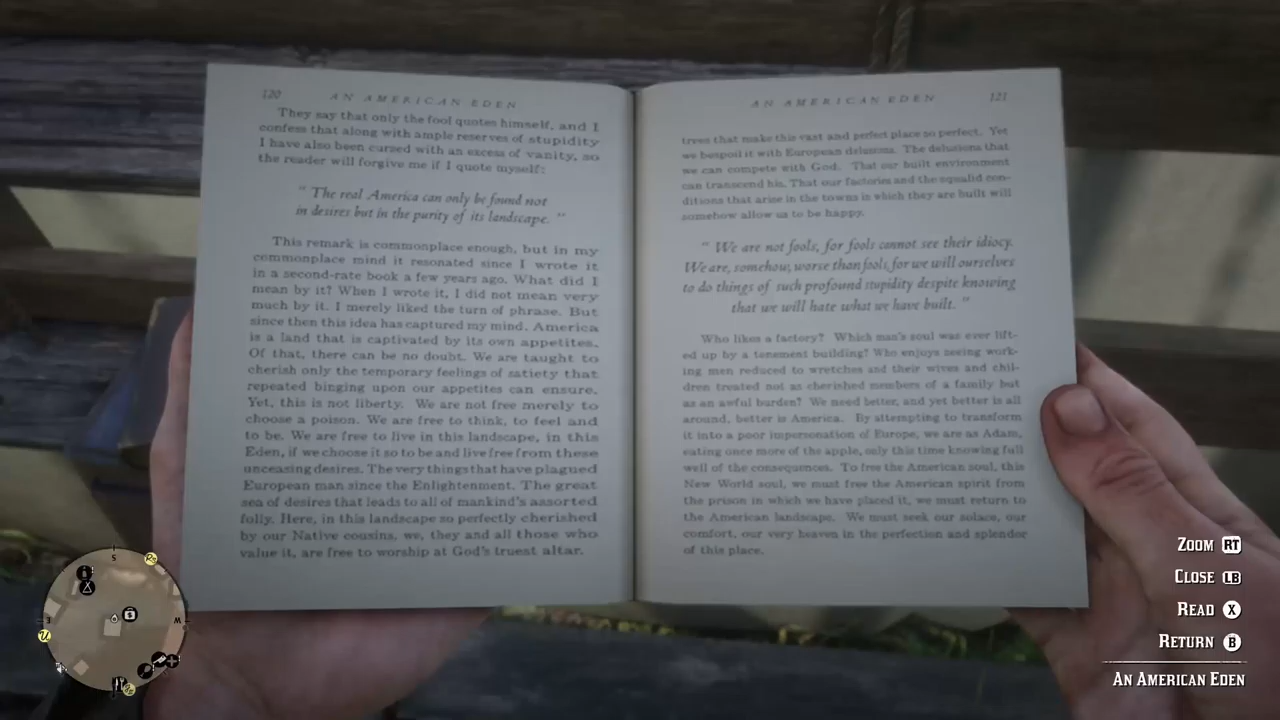 120 AN AMERICAN EDEN
They say that only the fool quotes himself, and I
confess that along with ample reserves of stupidity
I have also been cursed with an excess of vanity, so
the reader will forgive me if I quote myself:
" The real America can only be found not
in desires but in the purity of its landscape. "
This remark is commonplace enough, but in my
commonplace mind it resonated since I wrote it
in a second-rate book a few years ago. What did I
mean by it? When I wrote it, I did not mean very
much by it. I merely liked the turn of phrase. But
since then this idea has captured my mind. America
is a land that is captivated by its own appetites.
Of that, there can be no doubt. We are taught to
cherish only the temporary feelings of satiety that
repeated binging upon our appetites can ensure.
Yet, this is not liberty. We are not free merely to
choose a poison. We are free to think, to feel and
to be. We are free to live in this landscape, in this
Eden, if we choose it so to be and live free from these
unceasing desires. The very things that have plagued
European man since the Enlightenment. The great
sea of desires that leads to all of mankind's assorted
folly. Here, in this landscape so perfectly cherished
by our Native cousins, we, they and all those who
value it, are free to worship at God's truest altar.
AN AMERICAN EDEN 121
trees that make this vast and perfect place so perfect. Yet
we bespoil it with European delusions. The delusions that
we can compete with God. That our built environment
can transcend his. That our factories and the squalid con-
ditions that arise in the towns in which they are built will
somehow allow us to be happy.
" We are not fools, for fools cannot see their idiocy.
We are, somehow, worse than fools, for we will ourselves
to do things of such profound stupidity despite knowing
that we will hate what we have built. "
Who likes a factory? Which man's soul was ever lift-
ed up by a tenement building? Who enjoys seeing work-
ing men reduced to wretches and their wives and chil-
dren treated not as cherished members of a family but
as an awful burden? We need better, and yet better is all
around, better is America. By attempting to transform
it into a poor impersonation of Europe, we are as Adam,
eating once more of the apple, only this time knowing full
well of the consequences. To free the American soul, this
New World soul, we must free the American spirit from
the prison in which we have placed it, we must return to
the American landscape. We must seek our solace, our
comfort, our very heaven in the perfection and splendor
of this place.
ZOOM RT
CLOSE LB
READ X
RETURN B
AN AMERICAN EDEN
S
E
W